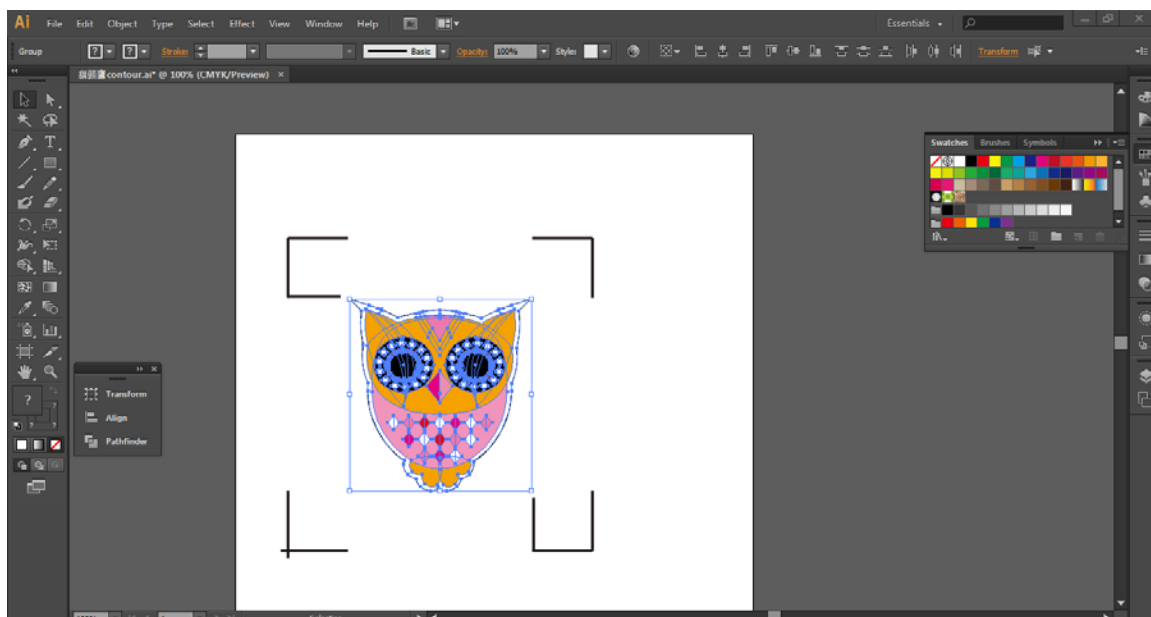 Ai File Edit Object Type Select Effect View Window Help Essentials
Group ? ? Stroke: Basic Opacity: 100% Style: Transform
contour.ai* @ 100% (CMYK/Preview) ×
Swatches Brushes Symbols
Transform
Align
Pathfinder
?